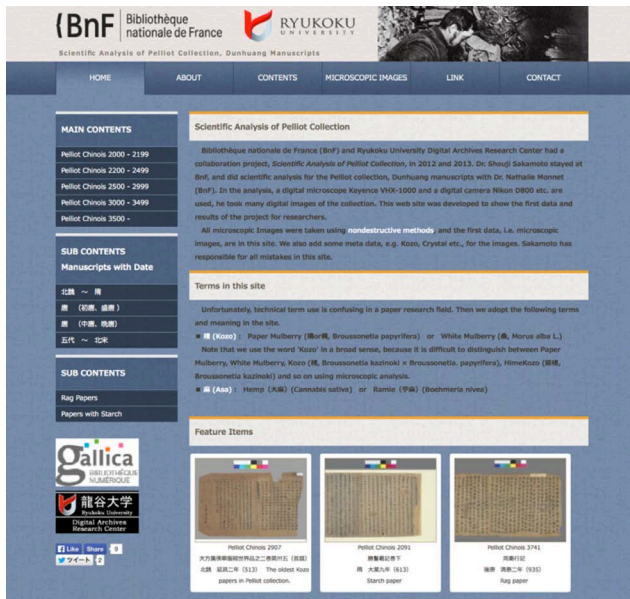 BnF Bibliothèque
nationale de France
RYUKOKU
UNIVERSITY
Scientific Analysis of Pelliot Collection, Dunhuang Manuscripts
HOME ABOUT CONTENTS MICROSCOPIC IMAGES LINK CONTACT
MAIN CONTENTS
Pelliot Chinois 2000 - 2199
Pelliot Chinois 2200 - 2499
Pelliot Chinois 2500 - 2999
Pelliot Chinois 3000 - 3499
Pelliot Chinois 3500 -
SUB CONTENTS
Manuscripts with Date
北魏 ～ 隋
唐 （初唐、盛唐）
唐 （中唐、晩唐）
五代 ～ 北宋
SUB CONTENTS
Rag Papers
Papers with Starch
Gallica
BIBLIOTHÈQUE
NUMÉRIQUE
龍谷大学
Ryukoku University
Digital Archives
Research Center
Like Share 9
ツイート 2
Scientific Analysis of Pelliot Collection
Bibliothèque nationale de France (BnF) and Ryukoku University Digital Archives Research Center had a
collaboration project, Scientific Analysis of Pelliot Collection, in 2012 and 2013. Dr. Shouji Sakamoto stayed at
BnF, and did scientific analysis for the Pelliot collection, Dunhuang manuscripts with Dr. Nathalie Monnet
(BnF). In the analysis, a digital microscope Keyence VHX-1000 and a digital camera Nikon D800 etc. are
used, he took many digital images of the collection. This web site was developed to show the first data and
results of the project for researchers.
All microscopic Images were taken using nondestructive methods, and the first data, i.e. microscopic
images, are in this site. We also add some meta data, e.g. Kozo, Crystal etc., for the images. Sakamoto has
responsible for all mistakes in this site.
Terms in this site
Unfortunately, technical term use is confusing in a paper research field. Then we adopt the following terms
and meaning in the site.
■ 楮 (Kozo) : Paper Mulberry (楮or穀, Broussonetia papyrifera) or White Mulberry (桑, Morus alba L.)
Note that we use the word 'Kozo' in a broad sense, because it is difficult to distinguish between Paper
Mulberry, White Mulberry, Kozo (楮, Broussonetia kazinoki × Broussonetia. papyrifera), HimeKozo (姫楮,
Broussonetia kazinoki) and so on using microscopic analysis.
■ 麻 (Asa) : Hemp (大麻) (Cannabis sativa) or Ramie (苧麻) (Boehmeria nivea)
Feature Items
Pelliot Chinois 2907
北魏 延昌二年（513） The oldest Kozo
papers in Pelliot collection.
Pelliot Chinois 2091
勝鬘義記巻下
隋 大業九年（613）
Starch paper
Pelliot Chinois 3741
後唐 清泰二年（935）
Rag paper